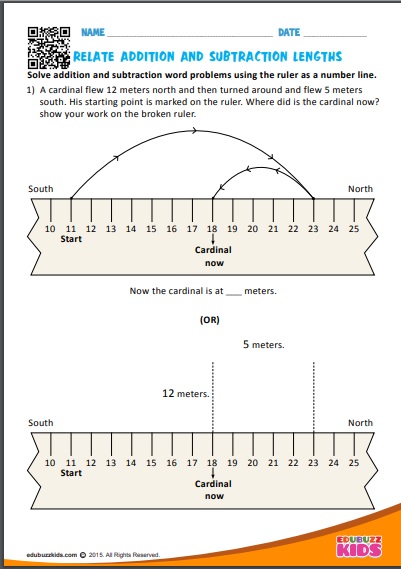 NAME ______________________ DATE ________________
RELATE ADDITION AND SUBTRACTION LENGTHS
Solve addition and subtraction word problems using the ruler as a number line.
1) A cardinal flew 12 meters north and then turned around and flew 5 meters
south. His starting point is marked on the ruler. Where did is the cardinal now?
show your work on the broken ruler.
South North
10 11 12 13 14 15 16 17 18 19 20 21 22 23 24 25
Start
Cardinal
now
Now the cardinal is at ___ meters.
(OR)
5 meters.
12 meters.
South North
10 11 12 13 14 15 16 17 18 19 20 21 22 23 24 25
Start
Cardinal
now
edubuzzkids.com © 2015. All Rights Reserved.
EDUBUZZ
KIDS